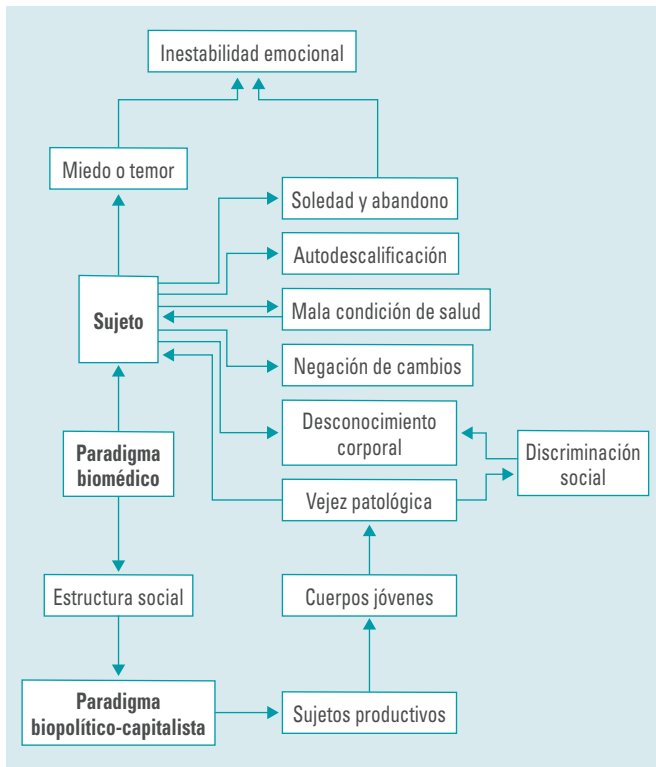 Inestabilidad emocional
Miedo o temor
Soledad y abandono
Autodescalificación
Sujeto
Mala condición de salud
Negación de cambios
Desconocimiento
corporal
Paradigma
biomédico
Discriminación
social
Vejez patológica
Estructura social
Cuerpos jóvenes
Paradigma
biopolítico-capitalista
Sujetos productivos